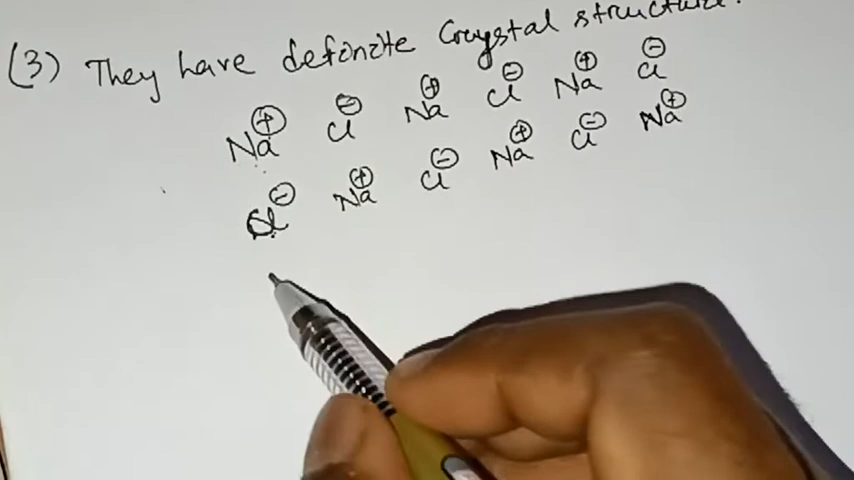 (3) They have definite Crystal structure.
Na⊕ Cl⊖ Na⊕ Cl⊖ Na⊕ Cl⊖
Cl⊖ Na⊕ Cl⊖ Na⊕ Cl⊖ Na⊕